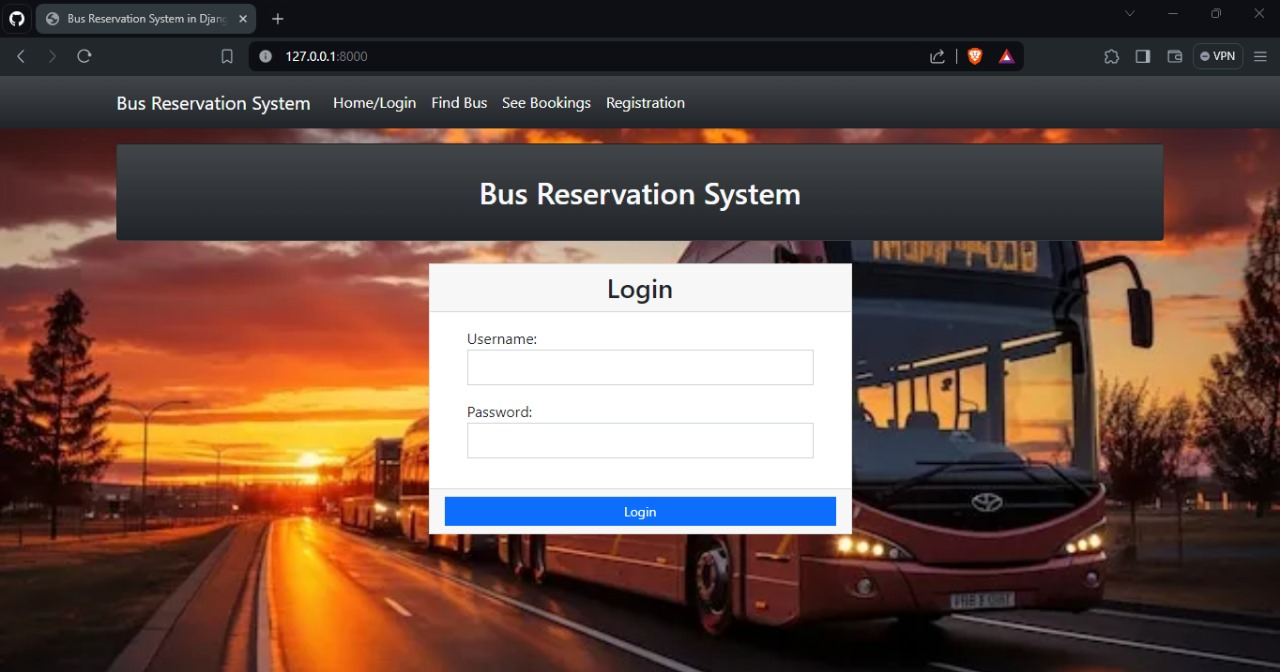 Bus Reservation System in Djang
127.0.0.1:8000
VPN
Bus Reservation System Home/Login Find Bus See Bookings Registration
Bus Reservation System
Login
Username:
Password:
Login